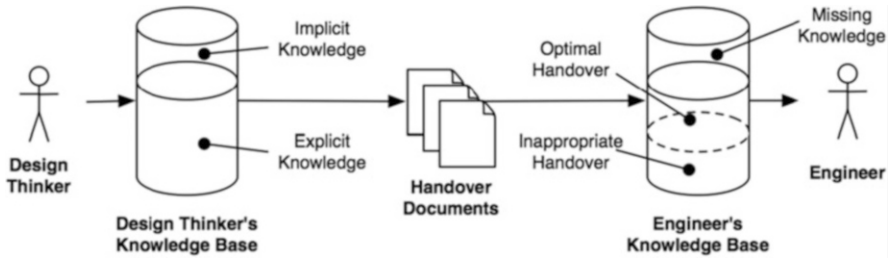 Implicit
Knowledge
Explicit
Knowledge
Design
Thinker
Design Thinker's
Knowledge Base
Handover
Documents
Optimal
Handover
Inappropriate
Handover
Missing
Knowledge
Engineer's
Knowledge Base
Engineer